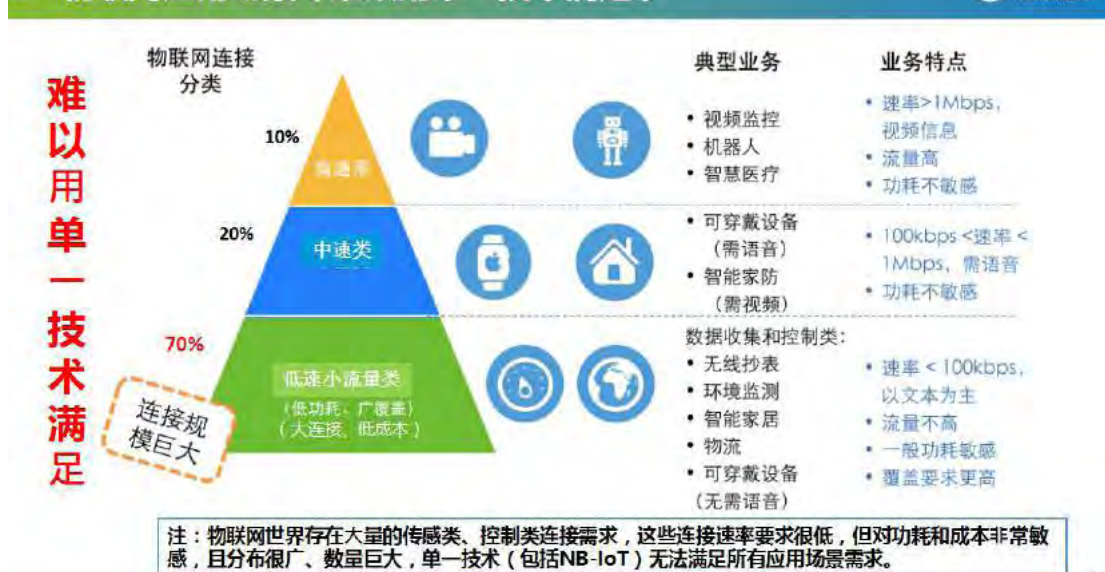 难以用单一技术满足
物联网连接
分类
10%
高速率
20%
中速类
70%
低速小流量类
（低功耗、广覆盖）
（大连接、低成本）
连接规
模巨大
典型业务
• 视频监控
• 机器人
• 智慧医疗
• 可穿戴设备
（需语音）
• 智能家防
（需视频）
数据收集和控制类：
• 无线抄表
• 环境监测
• 智能家居
• 物流
• 可穿戴设备
（无需语音）
业务特点
• 速率>1Mbps，
视频信息
• 流量高
• 功耗不敏感
• 100kbps <速率 <
1Mbps，需语音
• 功耗不敏感
• 速率 < 100kbps，
以文本为主
• 流量不高
• 一般功耗敏感
• 覆盖要求更高
注：物联网世界存在大量的传感类、控制类连接需求，这些连接速率要求很低，但对功耗和成本非常敏
感，且分布很广、数量巨大，单一技术（包括NB-IoT）无法满足所有应用场景需求。